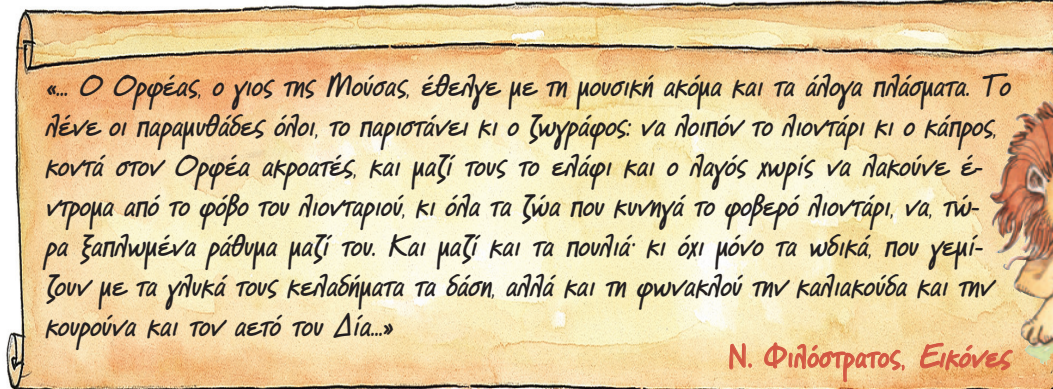 «... Ο Ορφέας, ο γιος της Μούσας, έθελγε με τη μουσική ακόμα και τα άλογα πλάσματα. Το
λένε οι παραμυθάδες όλοι, το παριστάνει κι ο ζωγράφος: να λοιπόν το λιοντάρι κι ο κάπρος,
κοντά στον Ορφέα ακροατές, και μαζί τους το ελάφι και ο λαγός χωρίς να λακούνε έ-
ντρομα από το φόβο του λιονταριού, κι όλα τα ζώα που κυνηγά το φοβερό λιοντάρι, να, τώ-
ρα ξαπλωμένα ράθυμα μαζί του. Και μαζί και τα πουλιά· κι όχι μόνο τα ωδικά, που γεμί-
ζουν με τα γλυκά τους κελαδήματα τα δάση, αλλά και τη φωνακλού την καλιακούδα και την
κουρούνα και τον αετό του Δία...»
Ν. Φιλόστρατος, Εικόνες